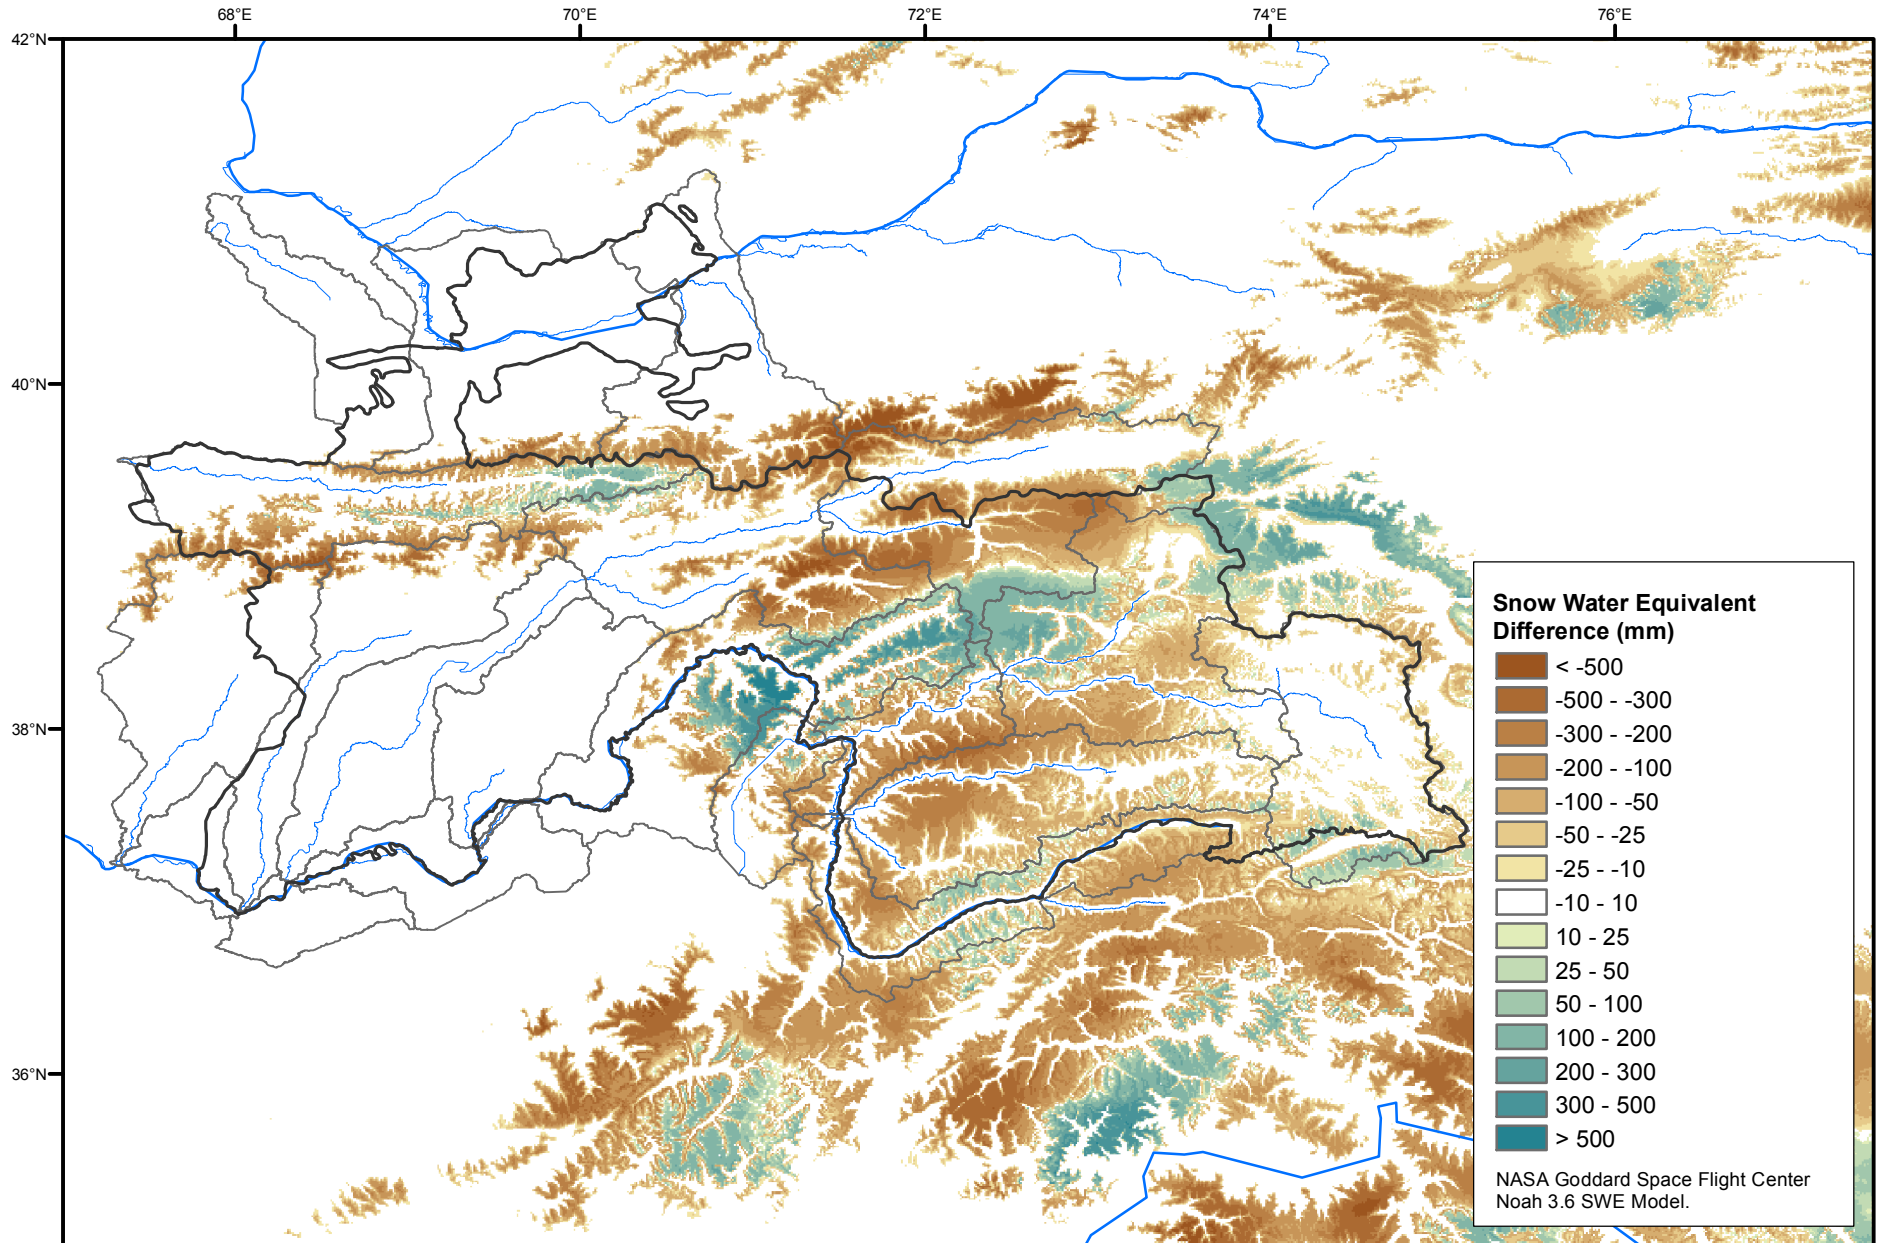 68°E
70°E
72°E
74°E
76°E
42°N
40°N
38°N
36°N
Snow Water Equivalent
Difference (mm)
< -500
-500 - -300
-300 - -200
-200 - -100
-100 - -50
-50 - -25
-25 - -10
-10 - 10
10 - 25
25 - 50
50 - 100
100 - 200
200 - 300
300 - 500
> 500
NASA Goddard Space Flight Center
Noah 3.6 SWE Model.